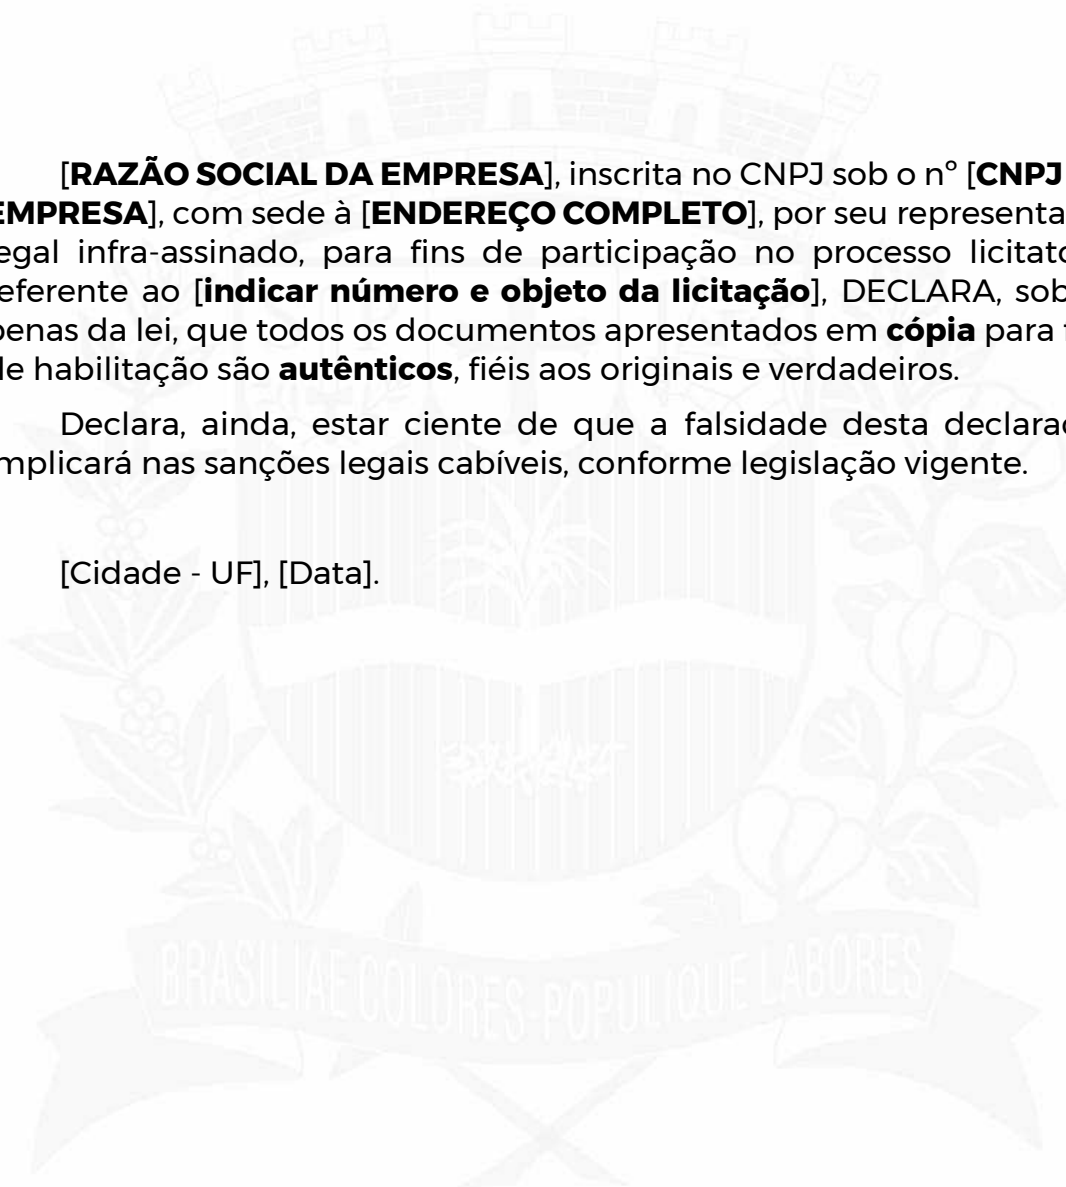 [RAZÃO SOCIAL DA EMPRESA], inscrita no CNPJ sob o nº [CNPJ
EMPRESA], com sede à [ENDEREÇO COMPLETO], por seu representa
egal infra-assinado, para fins de participação no processo licitató
eferente ao [indicar número e objeto da licitação], DECLARA, sob
penas da lei, que todos os documentos apresentados em cópia para f
de habilitação são autênticos, fiéis aos originais e verdadeiros.
Declara, ainda, estar ciente de que a falsidade desta declaraç
mplicará nas sanções legais cabíveis, conforme legislação vigente.
[Cidade - UF], [Data].
BRASILIAE COLORES-POPULIQUE LABORES